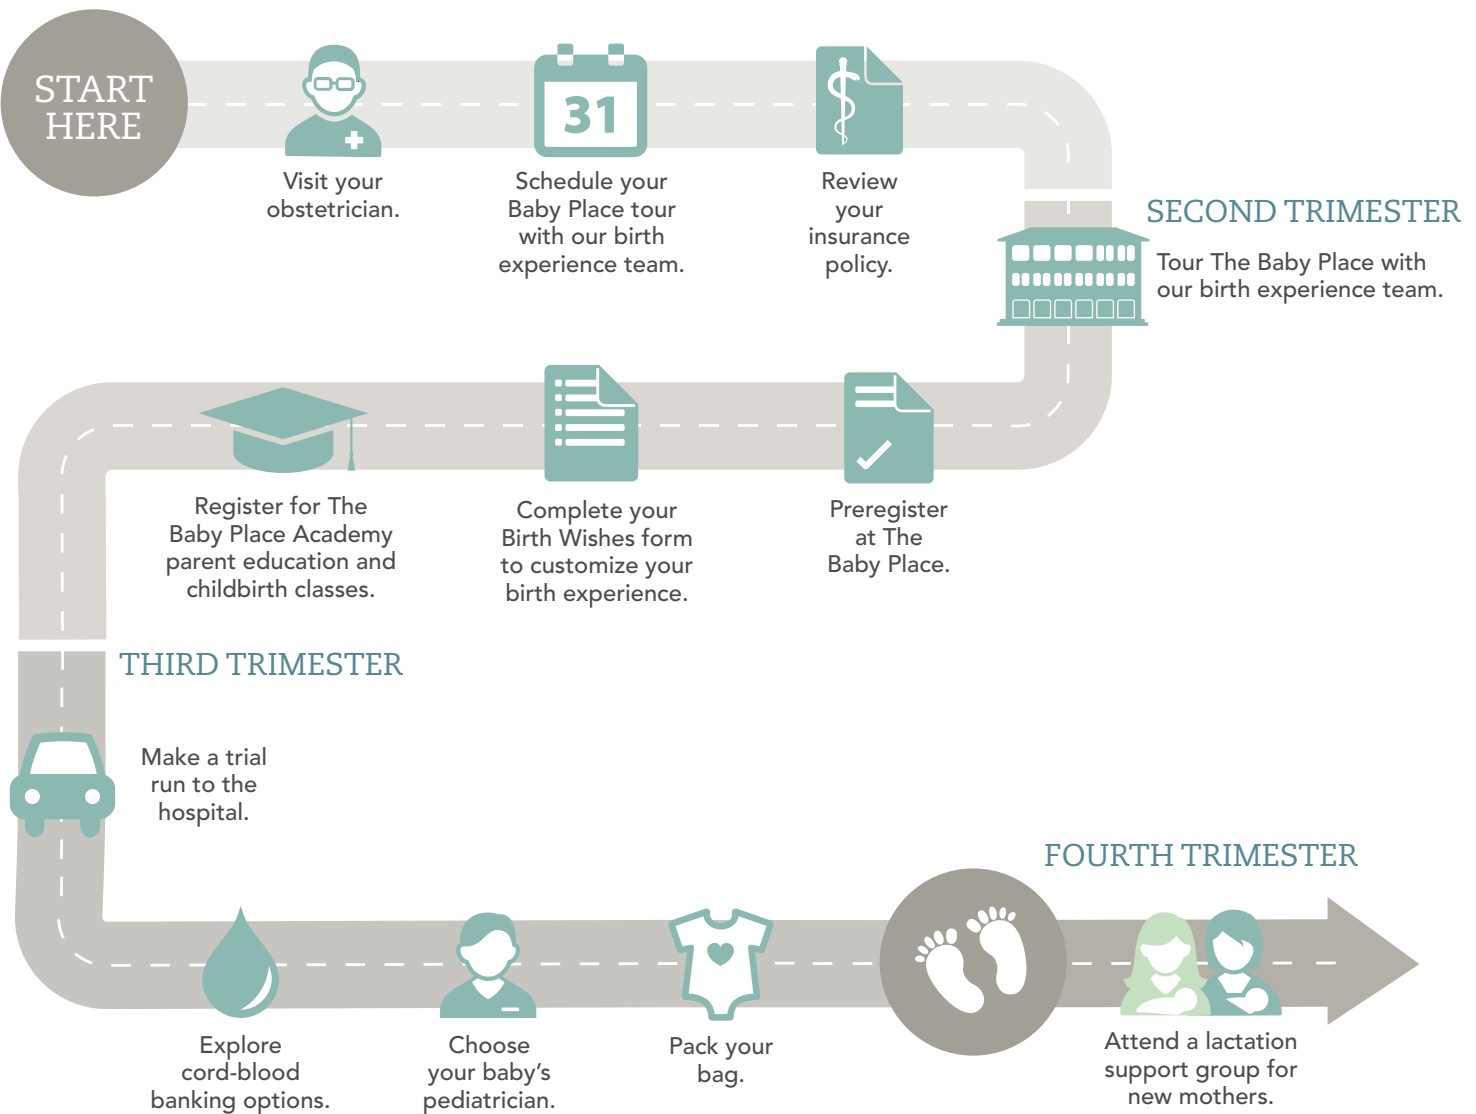 START
HERE
Visit your
obstetrician.
31
Schedule your
Baby Place tour
with our birth
experience team.
Review
your
insurance
policy.
SECOND TRIMESTER
Tour The Baby Place with
our birth experience team.
Preregister
at The
Baby Place.
Complete your
Birth Wishes form
to customize your
birth experience.
Register for The
Baby Place Academy
parent education and
childbirth classes.
THIRD TRIMESTER
Make a trial
run to the
hospital.
Explore
cord-blood
banking options.
Choose
your baby’s
pediatrician.
Pack your
bag.
FOURTH TRIMESTER
Attend a lactation
support group for
new mothers.